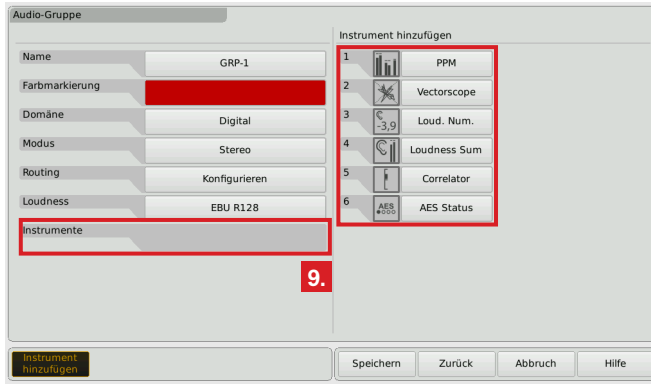 Audio-Gruppe
Name
GRP-1
Farbmarkierung
Domäne
Digital
Modus
Stereo
Routing
Konfigurieren
Loudness
EBU R128
Instrumente
9.
Instrument hinzufügen
1
PPM
2
Vectorscope
3
-3,9
Loud. Num.
4
Loudness Sum
5
Correlator
6
AES
AES Status
Instrument
hinzufügen
Speichern
Zurück
Abbruch
Hilfe